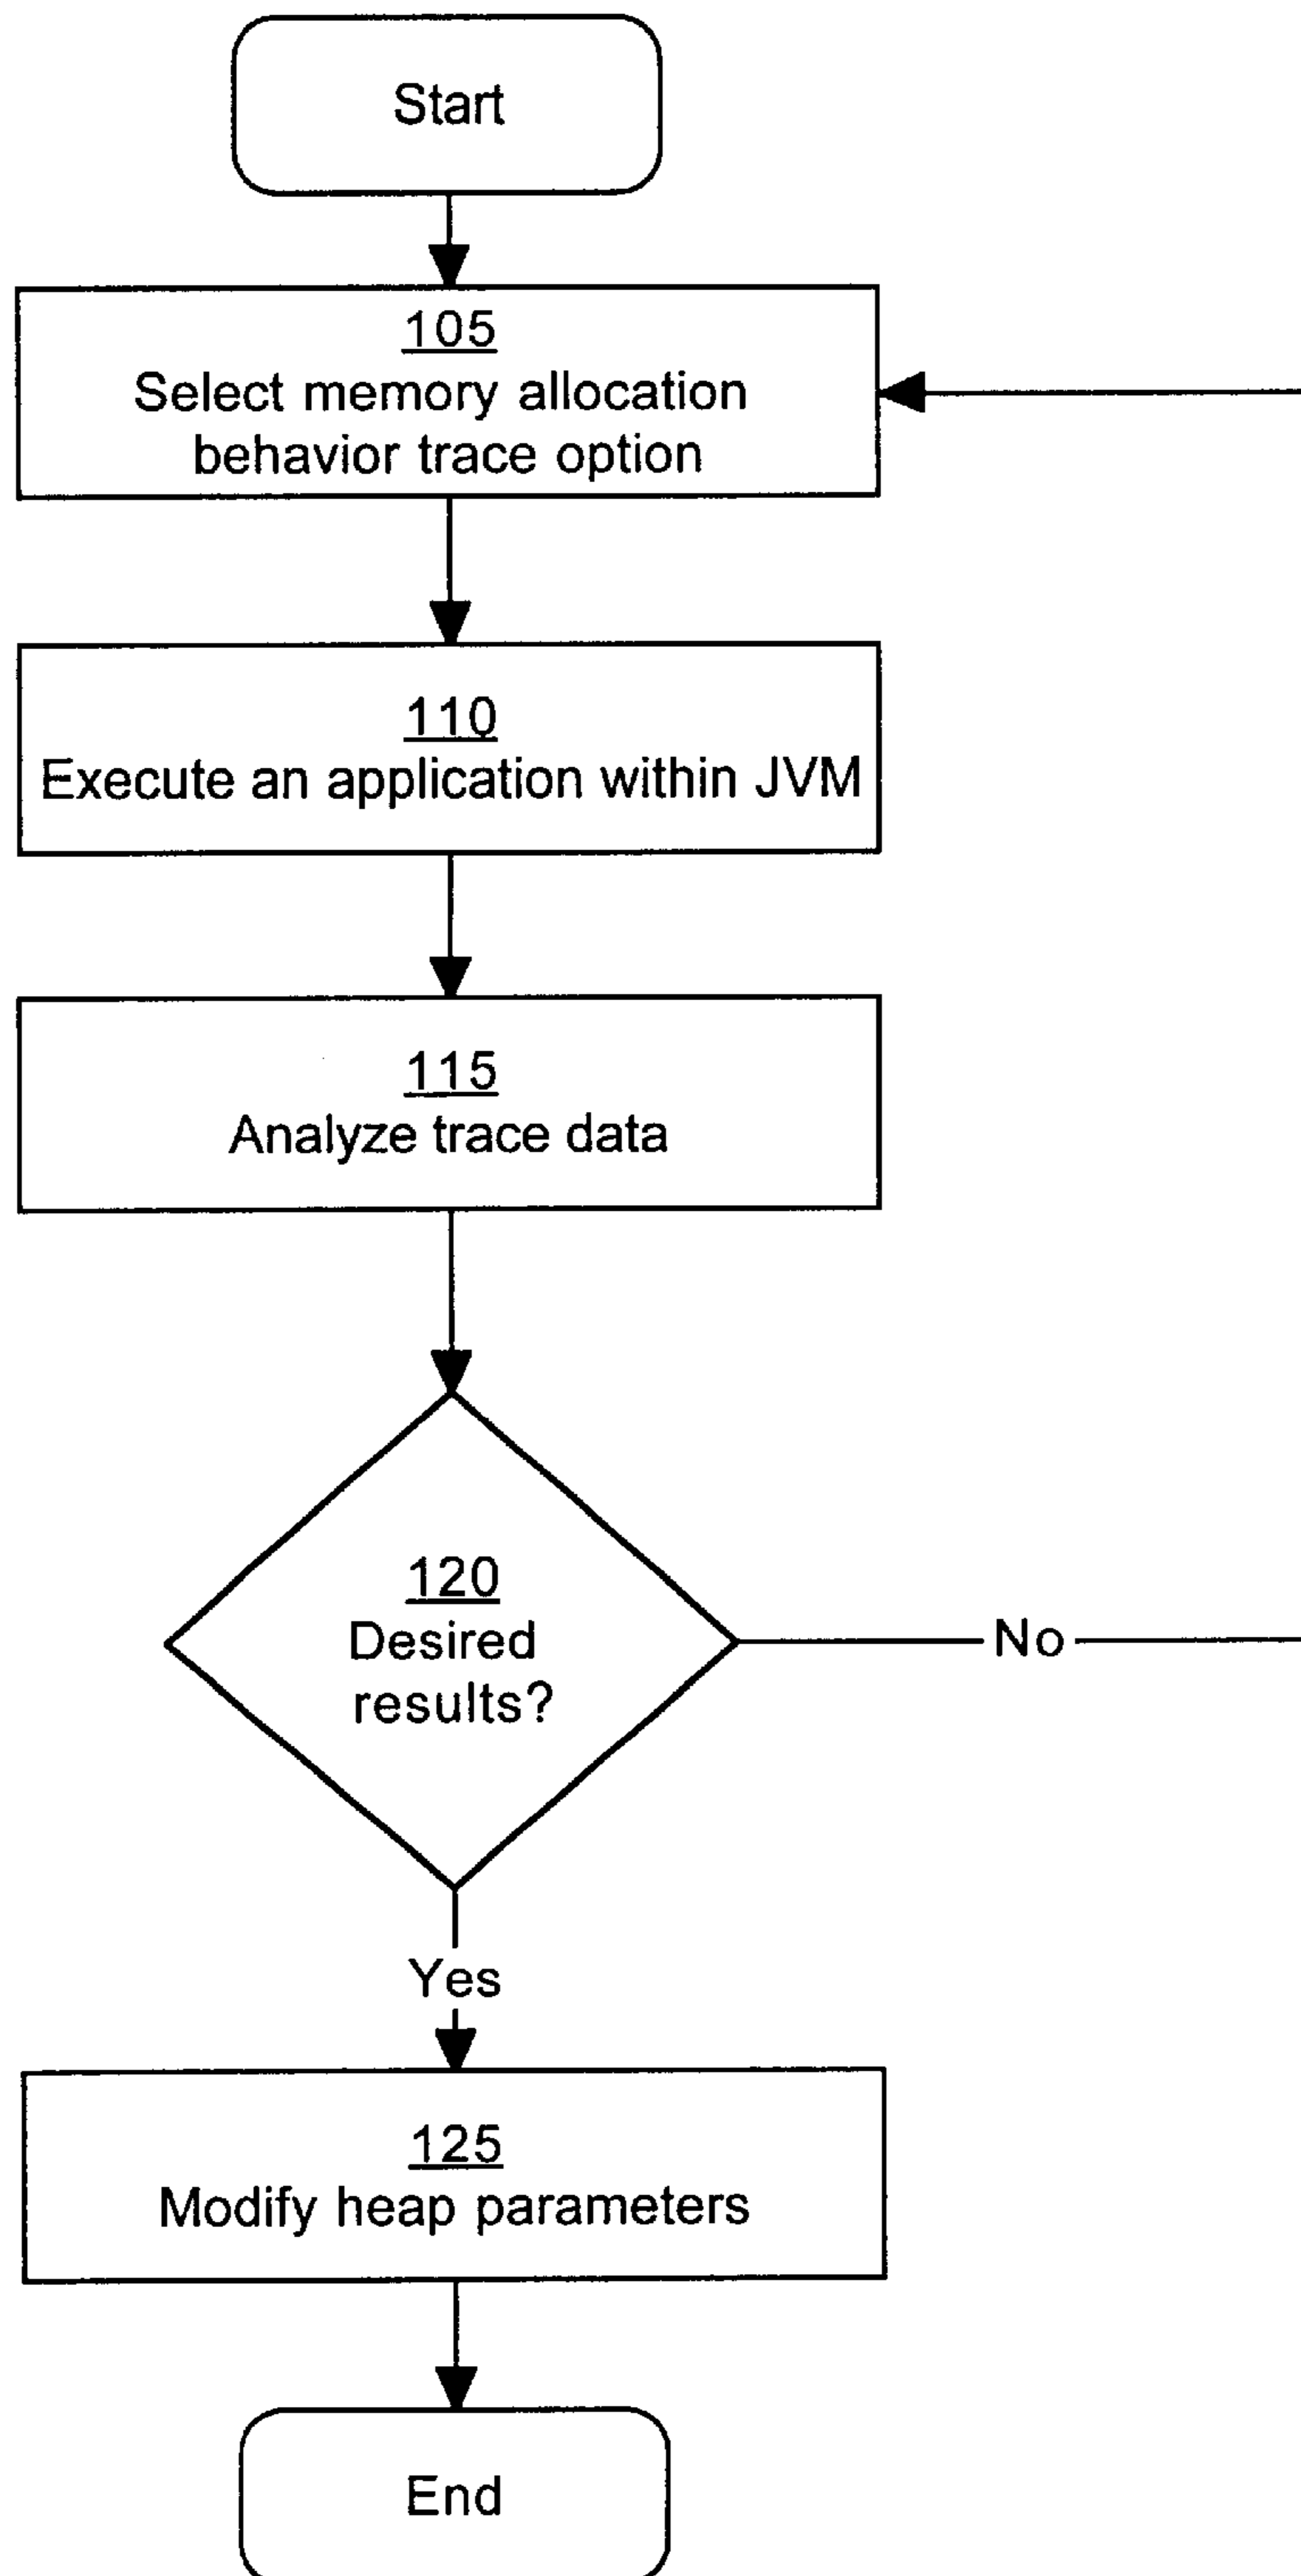 Start
105
Select memory allocation
behavior trace option
110
Execute an application within JVM
115
Analyze trace data
120
Desired
results?
No
Yes
125
Modify heap parameters
End